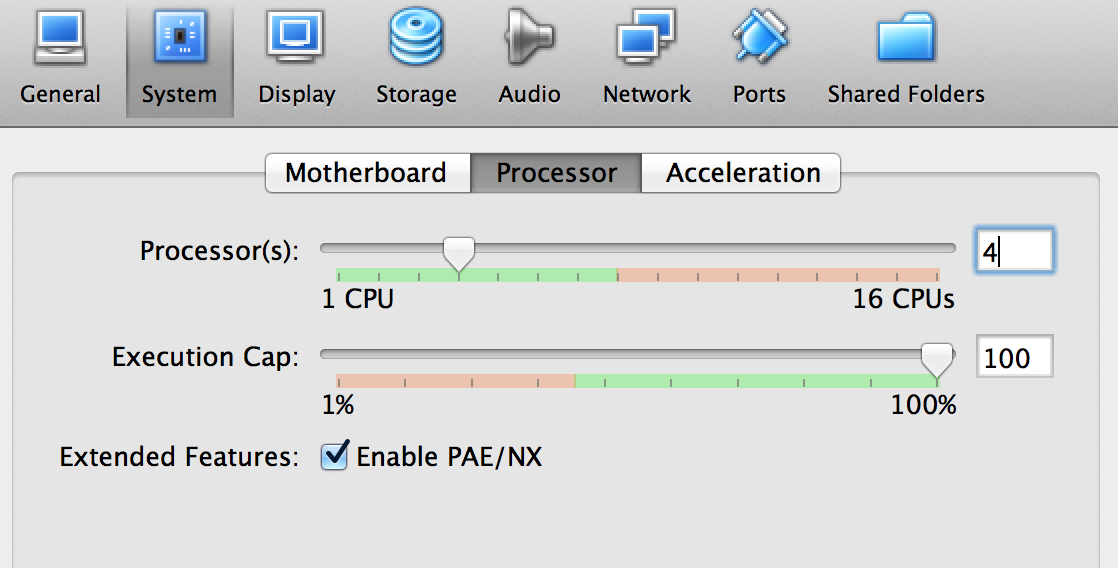 General System Display Storage Audio Network Ports Shared Folders
Motherboard Processor Acceleration
Processor(s): 4
1 CPU 16 CPUs
Execution Cap: 100
1% 100%
Extended Features: Enable PAE/NX